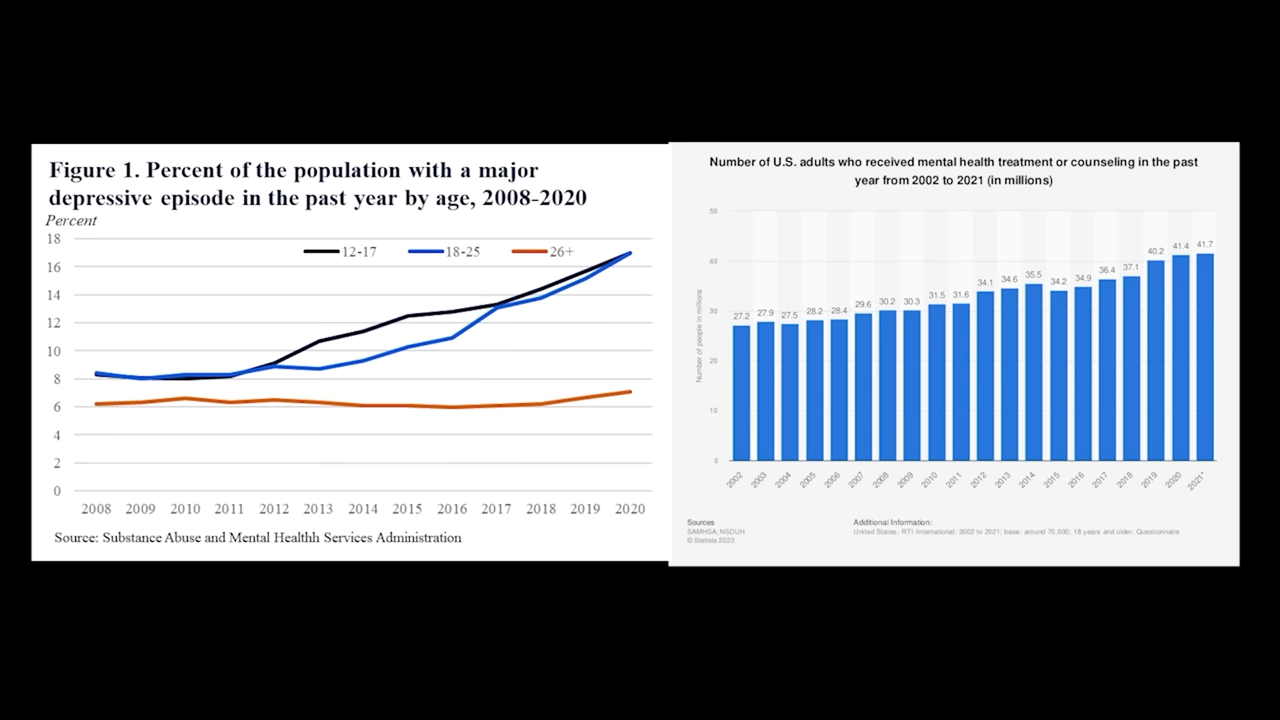 Figure 1. Percent of the population with a major
depressive episode in the past year by age, 2008-2020
Percent
18
16
14
12
10
8
6
4
2
0
12-17 18-25 26+
2008 2009 2010 2011 2012 2013 2014 2015 2016 2017 2018 2019 2020
Source: Substance Abuse and Mental Healthh Services Administration
Number of U.S. adults who received mental health treatment or counseling in the past
year from 2002 to 2021 (in millions)
Number of people in millions
50
40
30
20
10
0
27.2 27.9 27.5 28.2 28.4 29.6 30.2 30.3 31.5 31.6 34.1 34.6 35.5 34.2 34.9 36.4 37.1 40.2 41.4 41.7
2002 2003 2004 2005 2006 2007 2008 2009 2010 2011 2012 2013 2014 2015 2016 2017 2018 2019 2020 2021*
Sources
SAMHSA; NSDUH
© Statista 2023
Additional Information:
United States; RTI International; 2002 to 2021; base: around 70,000; 18 years and older; Questionnaire